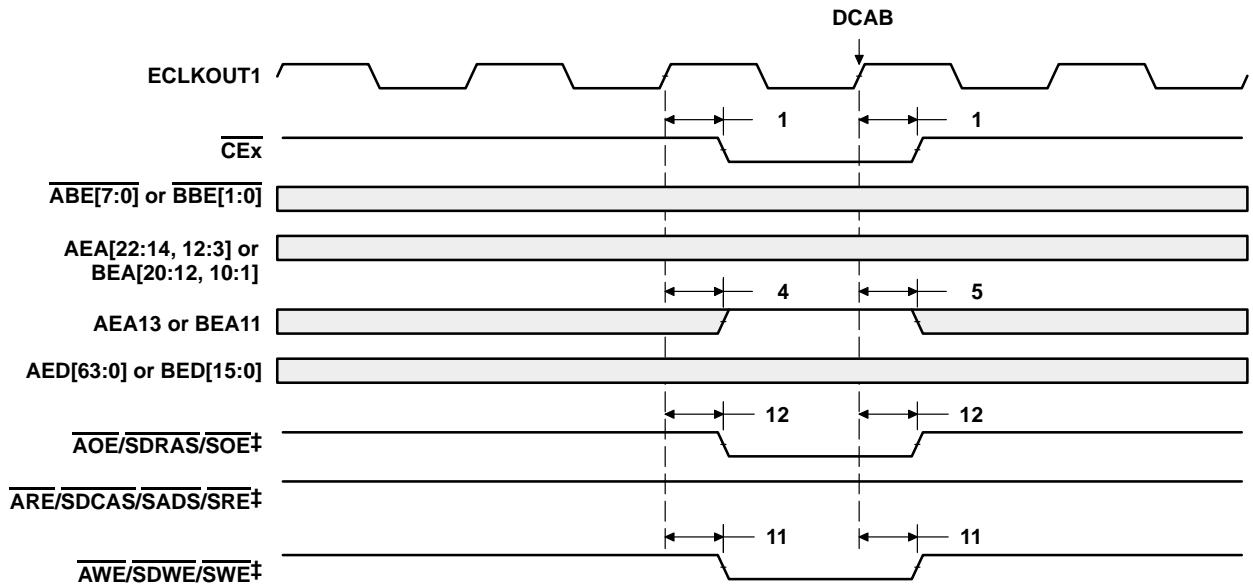 DCAB
ECLKOUT1
1 1
CEx
ABE[7:0] or BBE[1:0]
AEA[22:14, 12:3] or
BEA[20:12, 10:1]
4 5
AEA13 or BEA11
AED[63:0] or BED[15:0]
12 12
AOE/SDRAS/SOE‡
ARE/SDCAS/SADS/SRE‡
11 11
AWE/SDWE/SWE‡